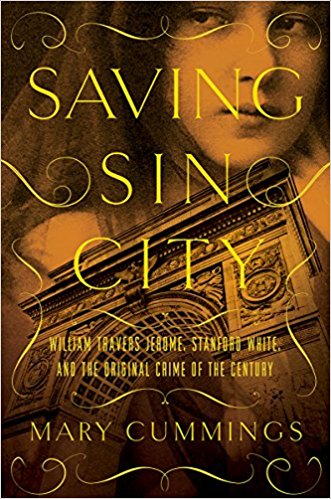 SAVING
SIN
CITY
WILLIAM TRAVERS JEROME, STANFORD WHITE,
AND THE ORIGINAL CRIME OF THE CENTURY
MARY CUMMINGS